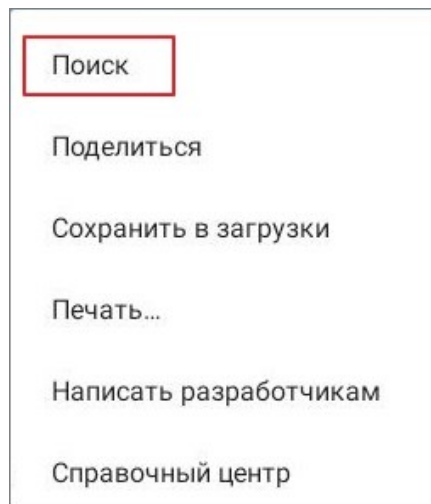 Поиск
Поделиться
Сохранить в загрузки
Печать...
Написать разработчикам
Справочный центр